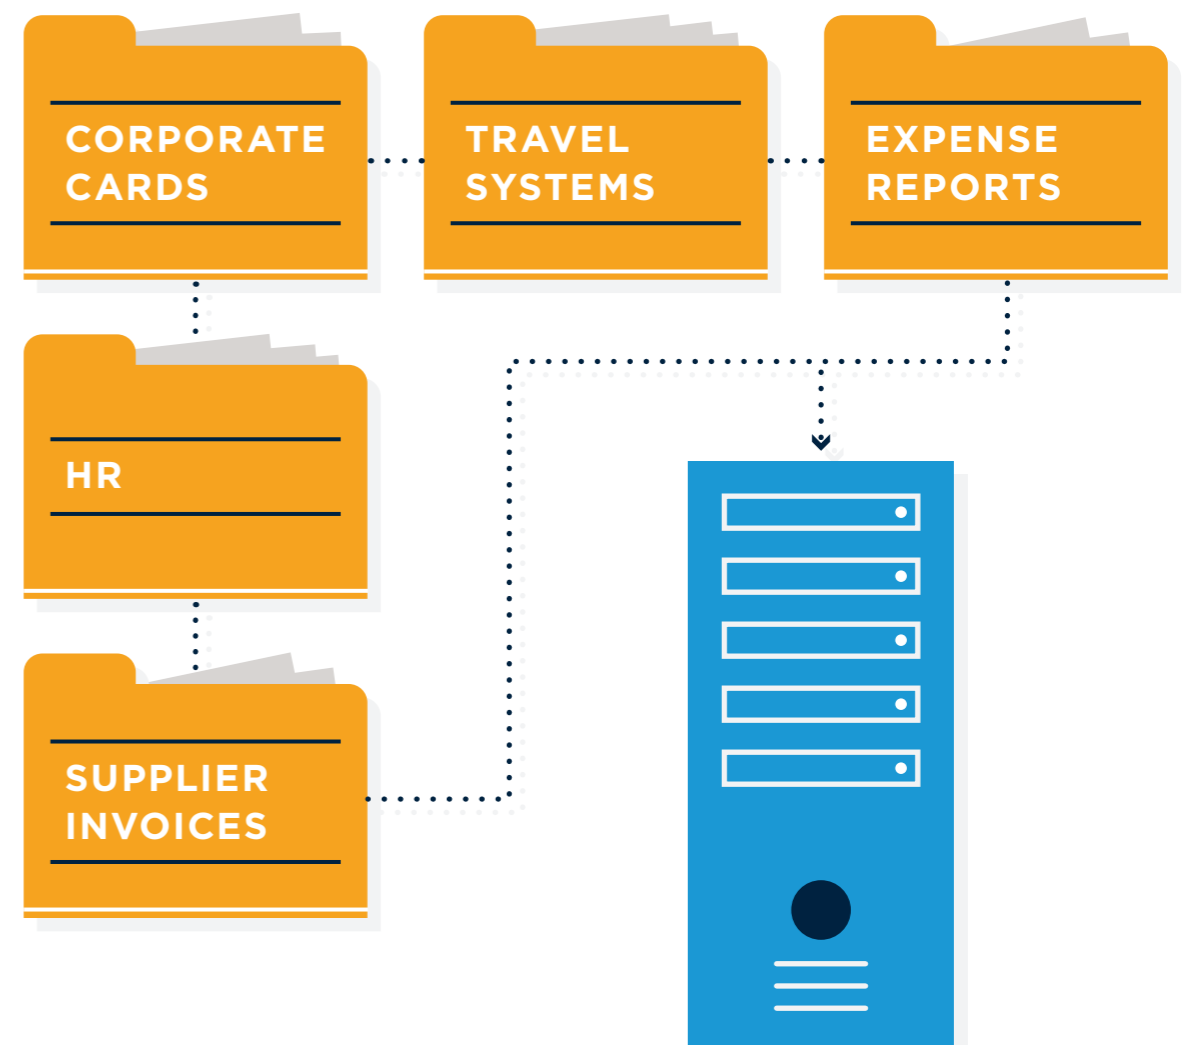 CORPORATE
CARDS
TRAVEL
SYSTEMS
EXPENSE
REPORTS
HR
SUPPLIER
INVOICES